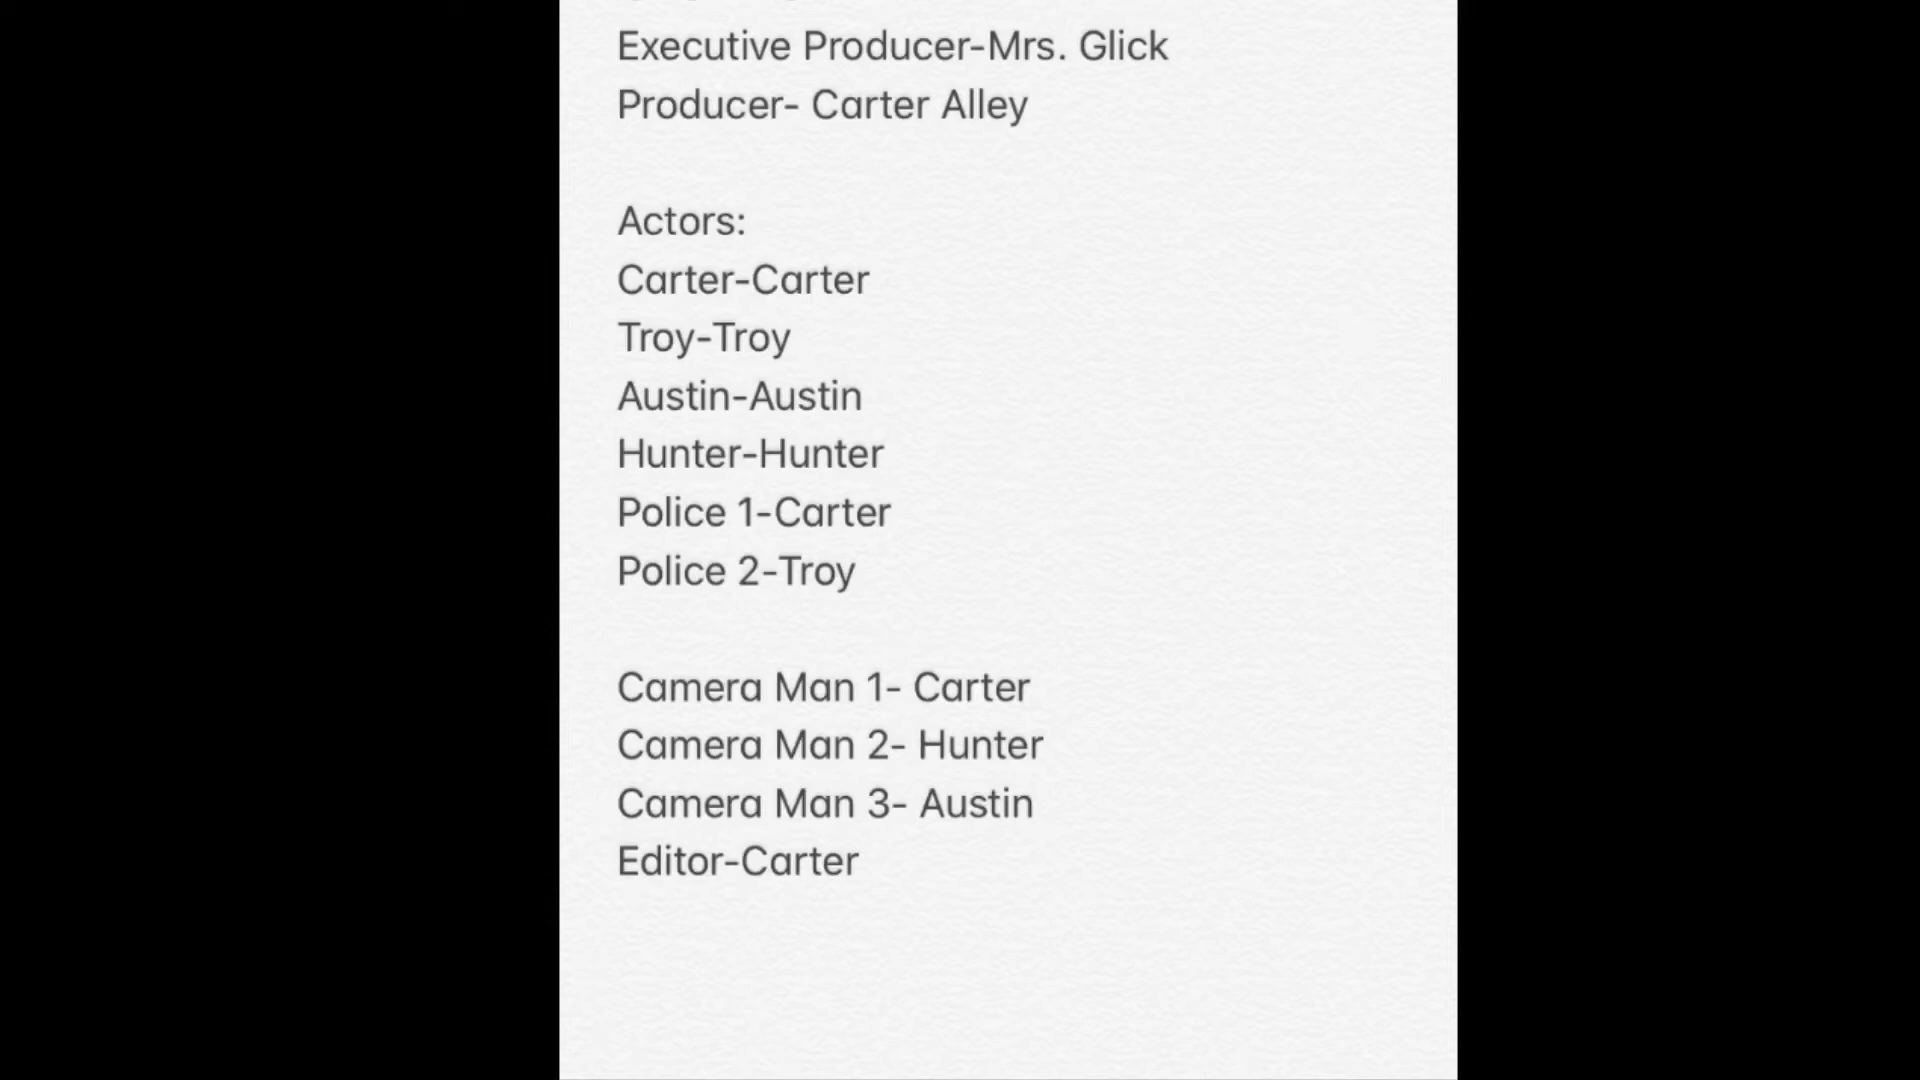 Executive Producer-Mrs. Glick
Producer- Carter Alley
Actors:
Carter-Carter
Troy-Troy
Austin-Austin
Hunter-Hunter
Police 1-Carter
Police 2-Troy
Camera Man 1- Carter
Camera Man 2- Hunter
Camera Man 3- Austin
Editor-Carter